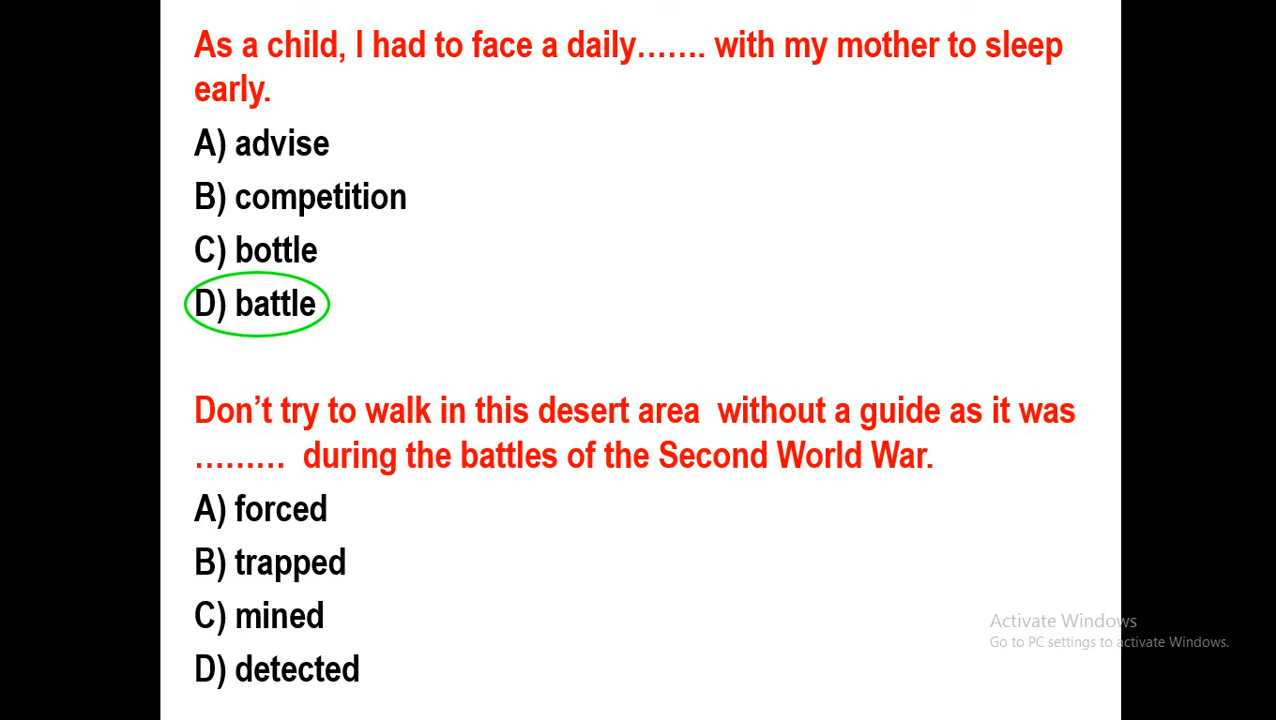 As a child, I had to face a daily……. with my mother to sleep
early.
A) advise
B) competition
C) bottle
D) battle
Don’t try to walk in this desert area without a guide as it was
……… during the battles of the Second World War.
A) forced
B) trapped
C) mined
D) detected
Activate Windows
Go to PC settings to activate Windows.